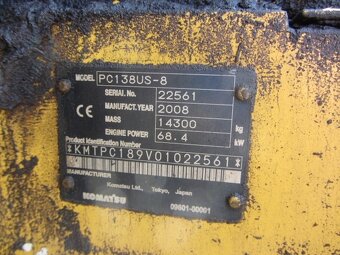 MODEL PC138US-8
SERIAL NO. 22561
MANUFACT.YEAR 2008
MASS 14300 kg
ENGINE POWER 68.4 kW
CE
Product Identification Number
*KMTPC189V01022561*
MANUFACTURER
Komatsu Ltd., Tokyo, Japan
KOMATSU
09601-00001